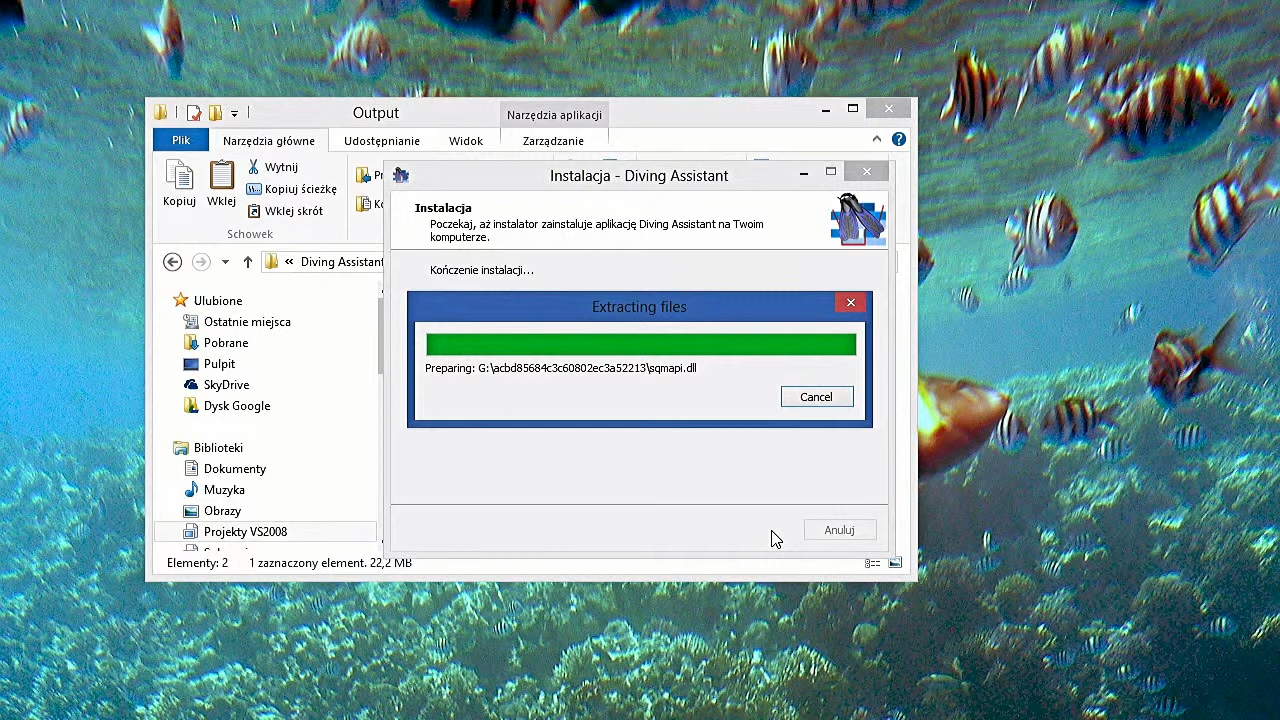 Output
Narzędzia aplikacji
Plik
Narzędzia główne
Udostępnianie
Widok
Zarządzanie
Kopiuj
Wklej
Wytnij
Kopiuj ścieżkę
Wklej skrót
Schowek
« Diving Assistant
Ulubione
Ostatnie miejsca
Pobrane
Pulpit
SkyDrive
Dysk Google
Biblioteki
Dokumenty
Muzyka
Obrazy
Projekty VS2008
Elementy: 2
1 zaznaczony element. 22,2 MB
Instalacja - Diving Assistant
Instalacja
Poczekaj, aż instalator zainstaluje aplikację Diving Assistant na Twoim
komputerze.
Kończenie instalacji...
Extracting files
Preparing: G:\acbd85684c3c60802ec3a52213\sqmapi.dll
Cancel
Anuluj